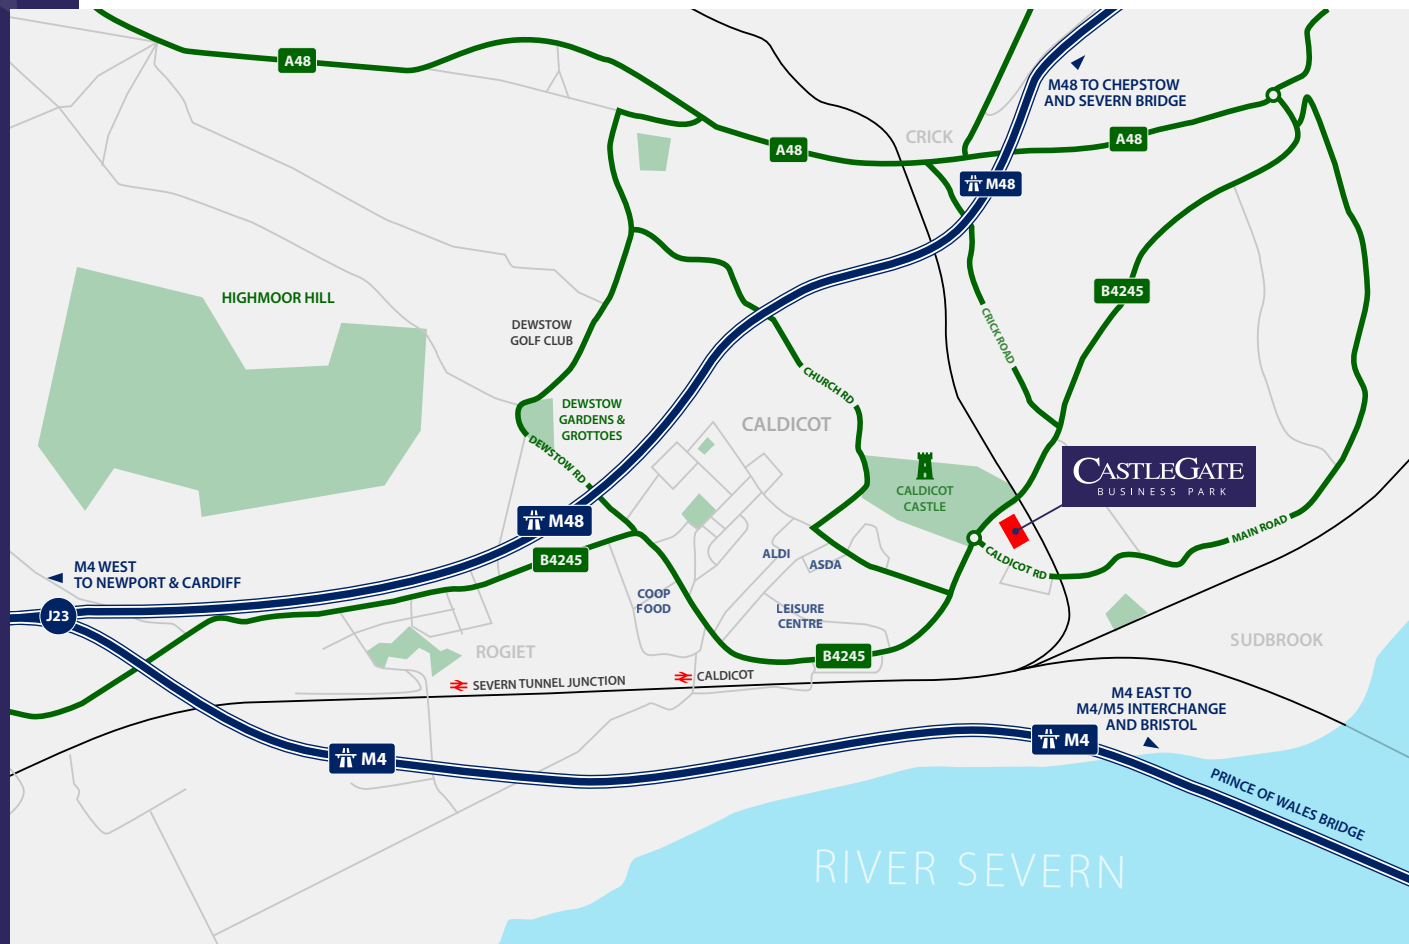 A48
M48 TO CHEPSTOW
AND SEVERN BRIDGE
CRICK
A48
A48
M48
HIGHMOOR HILL
B4245
DEWSTOW
GOLF CLUB
CRICK ROAD
CHURCH RD
DEWSTOW
GARDENS &
GROTTOES
CALDICOT
DEWSTOW RD
CASTLEGATE
BUSINESS PARK
CALDICOT
CASTLE
M48
MAIN ROAD
B4245
ALDI
ASDA
CALDICOT RD
M4 WEST
TO NEWPORT & CARDIFF
COOP
FOOD
LEISURE
CENTRE
J23
SUDBROOK
ROGIET
B4245
SEVERN TUNNEL JUNCTION
CALDICOT
M4 EAST TO
M4/M5 INTERCHANGE
AND BRISTOL
M4
M4
PRINCE OF WALES BRIDGE
RIVER SEVERN